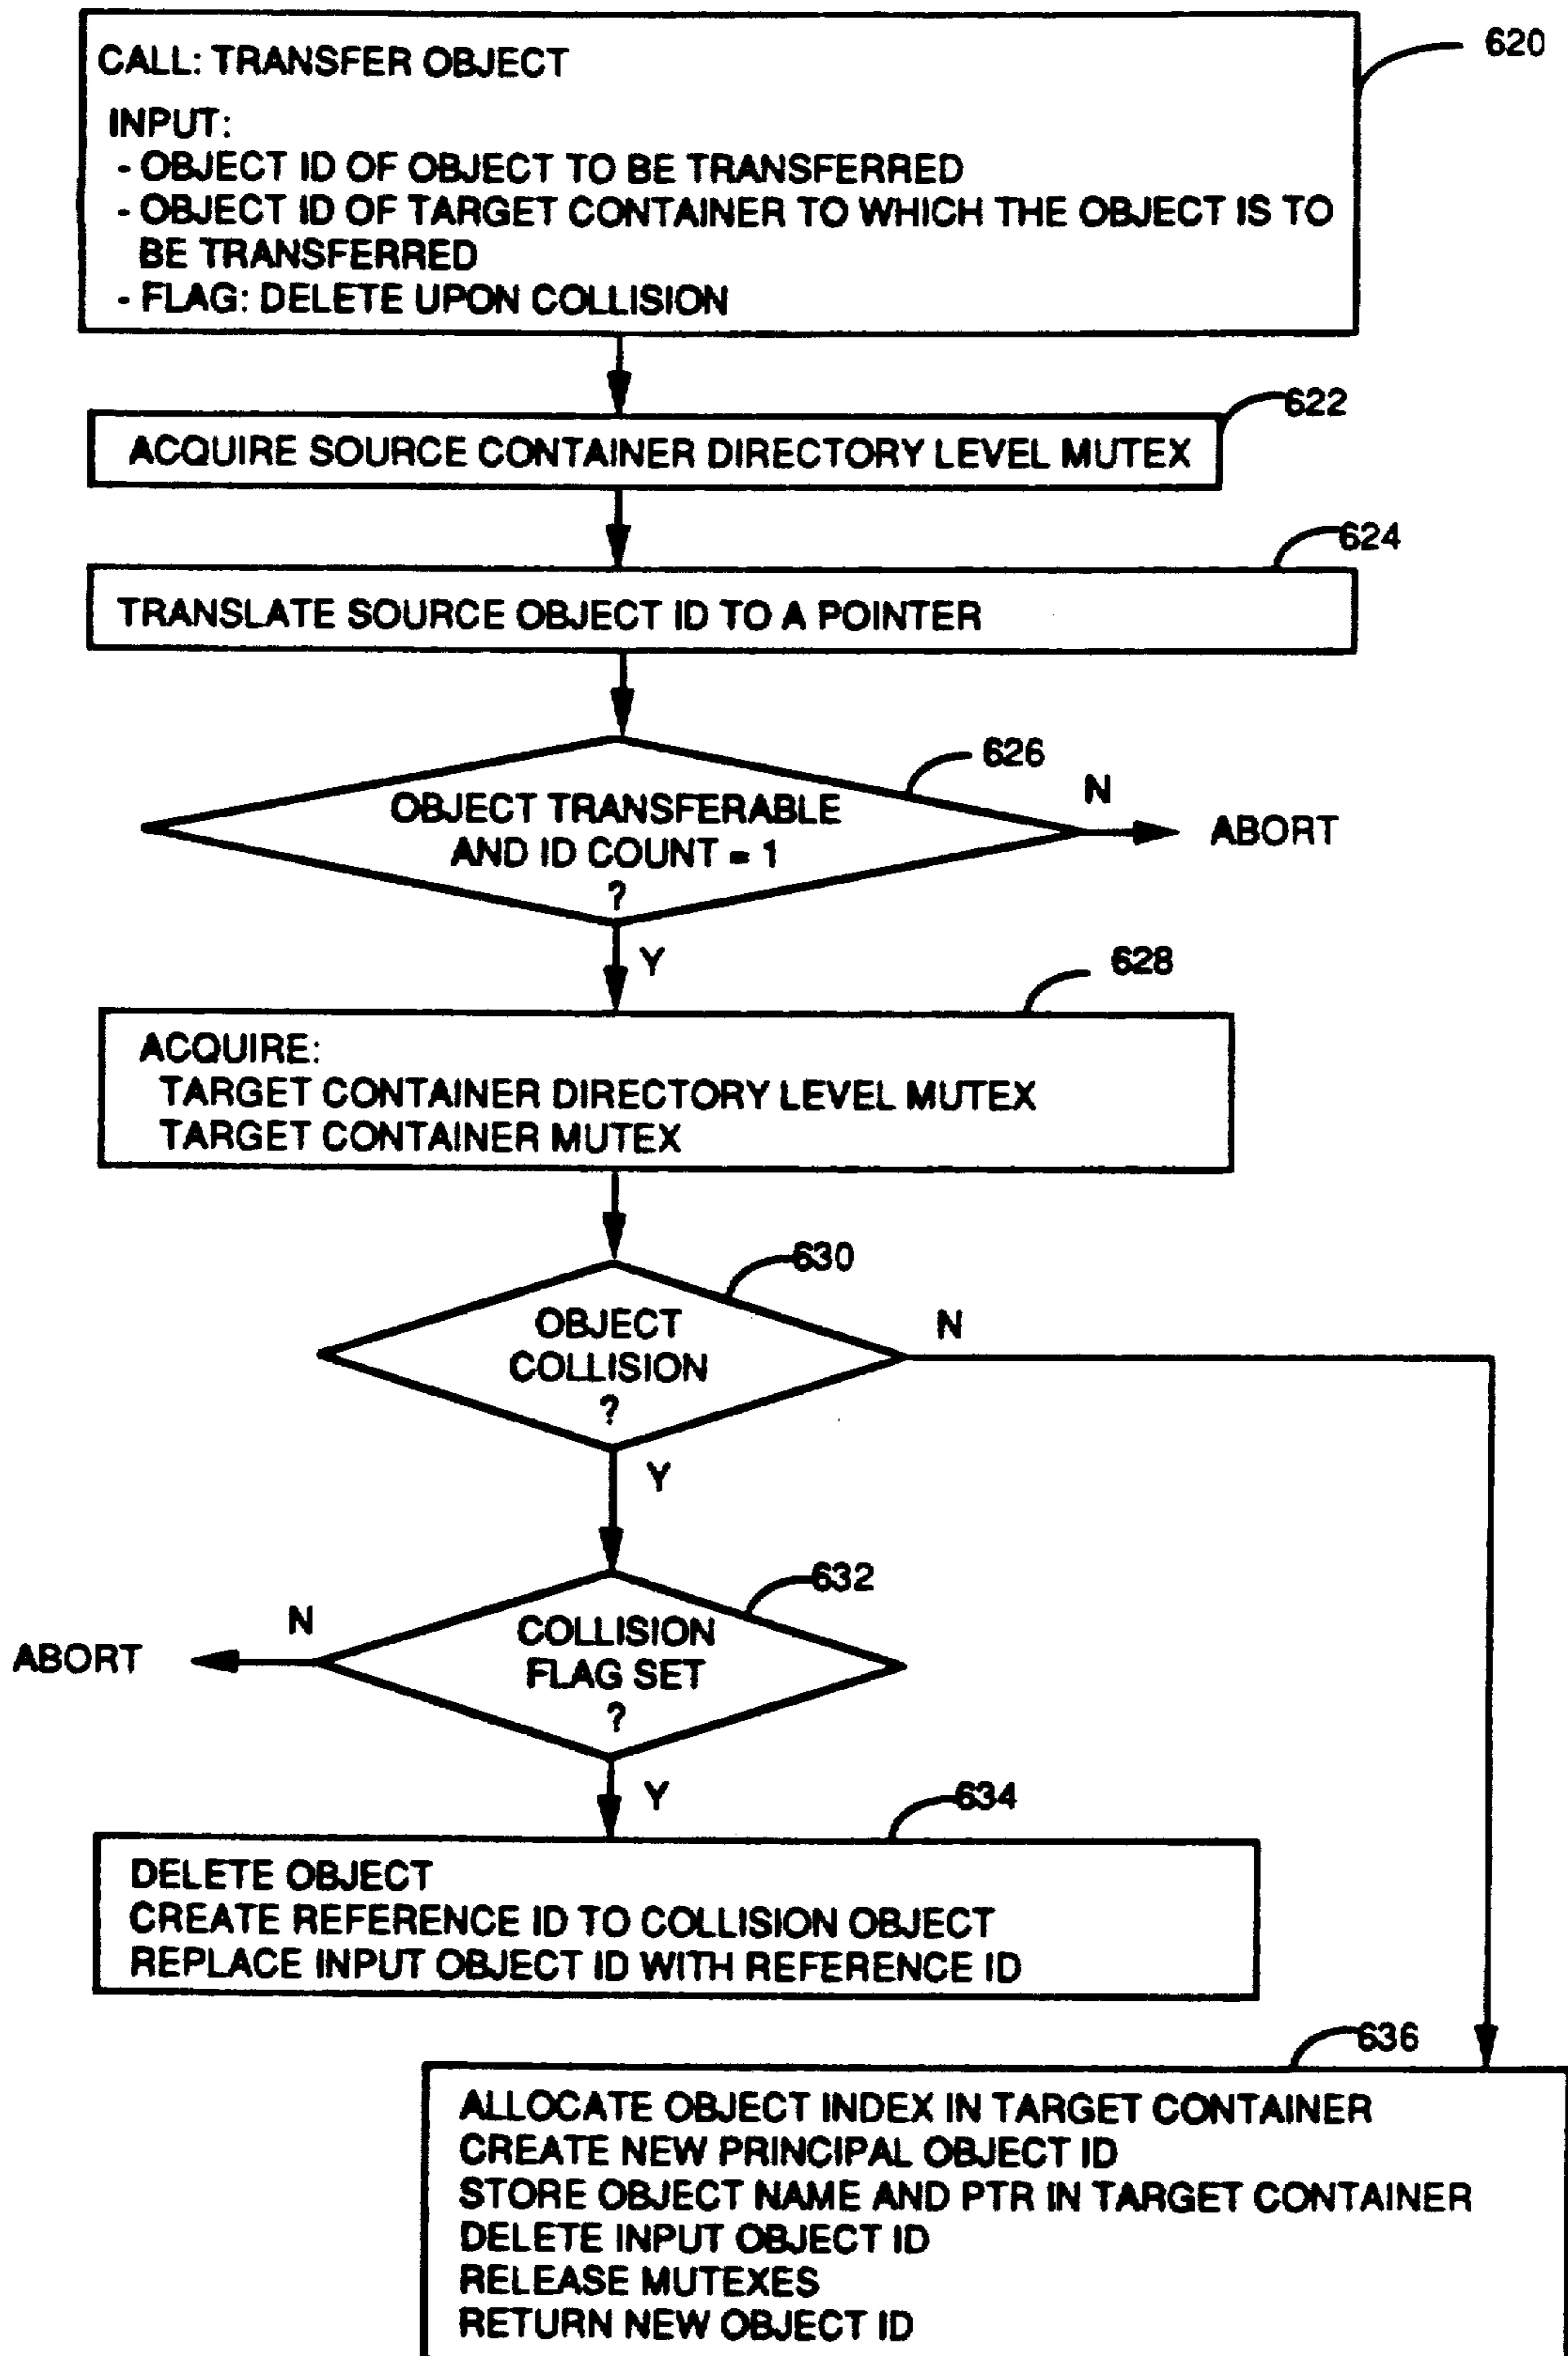 CALL: TRANSFER OBJECT
620
INPUT:
- OBJECT ID OF OBJECT TO BE TRANSFERRED
- OBJECT ID OF TARGET CONTAINER TO WHICH THE OBJECT IS TO
BE TRANSFERRED
- FLAG: DELETE UPON COLLISION
622
ACQUIRE SOURCE CONTAINER DIRECTORY LEVEL MUTEX
624
TRANSLATE SOURCE OBJECT ID TO A POINTER
626
OBJECT TRANSFERABLE
AND ID COUNT = 1
?
N
ABORT
Y
628
ACQUIRE:
TARGET CONTAINER DIRECTORY LEVEL MUTEX
TARGET CONTAINER MUTEX
630
OBJECT
COLLISION
?
N
Y
632
COLLISION
FLAG SET
?
N
ABORT
Y
634
DELETE OBJECT
CREATE REFERENCE ID TO COLLISION OBJECT
REPLACE INPUT OBJECT ID WITH REFERENCE ID
636
ALLOCATE OBJECT INDEX IN TARGET CONTAINER
CREATE NEW PRINCIPAL OBJECT ID
STORE OBJECT NAME AND PTR IN TARGET CONTAINER
DELETE INPUT OBJECT ID
RELEASE MUTEXES
RETURN NEW OBJECT ID